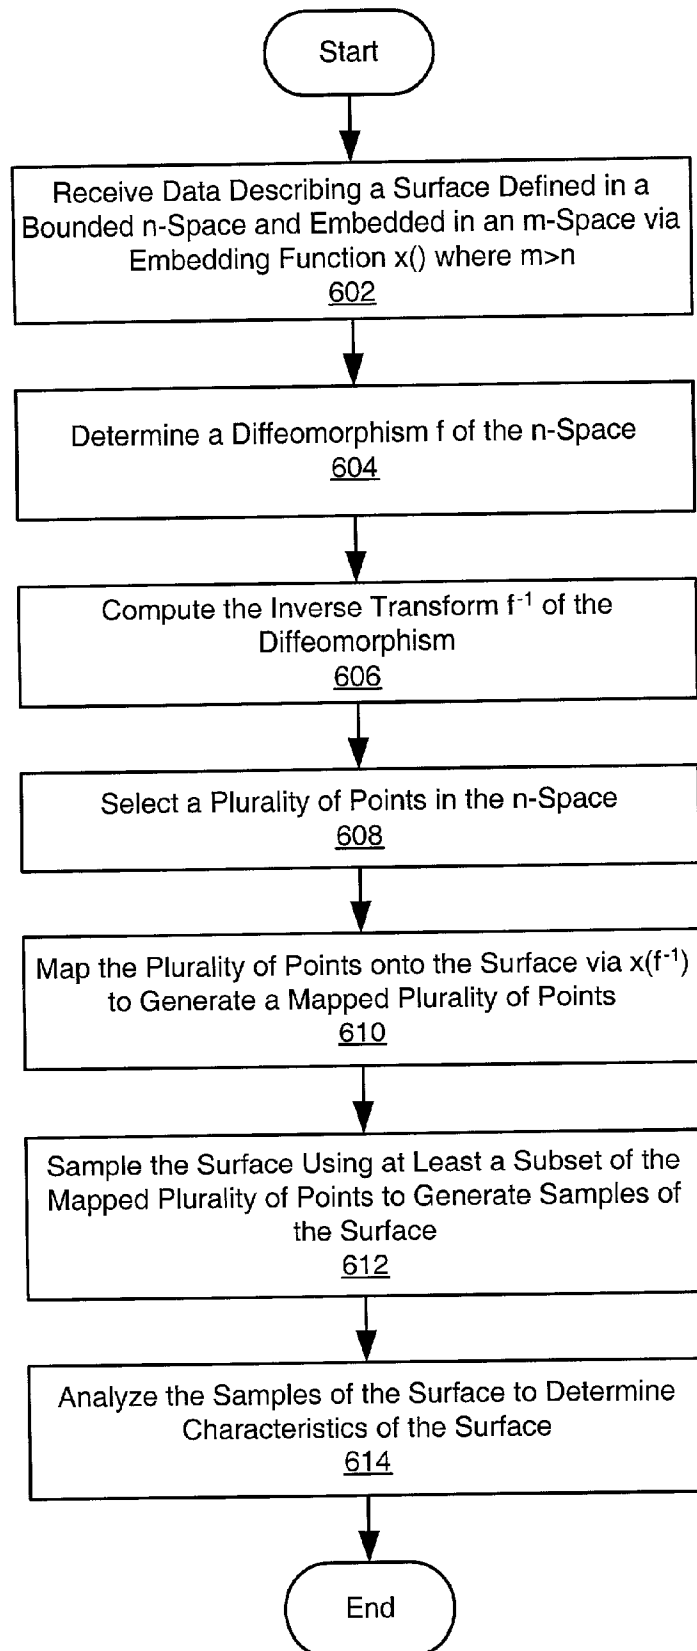 Start
Receive Data Describing a Surface Defined in a
Bounded n-Space and Embedded in an m-Space via
Embedding Function x() where m>n
602
Determine a Diffeomorphism f of the n-Space
604
Compute the Inverse Transform f⁻¹ of the
Diffeomorphism
606
Select a Plurality of Points in the n-Space
608
Map the Plurality of Points onto the Surface via x(f⁻¹)
to Generate a Mapped Plurality of Points
610
Sample the Surface Using at Least a Subset of the
Mapped Plurality of Points to Generate Samples of
the Surface
612
Analyze the Samples of the Surface to Determine
Characteristics of the Surface
614
End